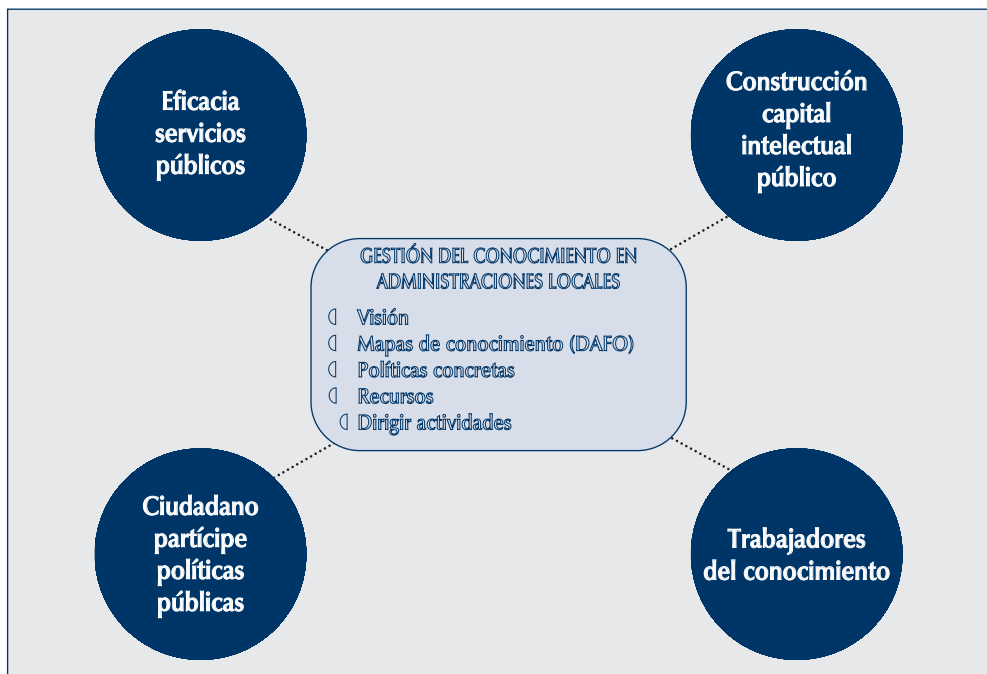 Eficacia
servicios
públicos
Construcción
capital
intelectual
público
GESTIÓN DEL CONOCIMIENTO EN
ADMINISTRACIONES LOCALES
Visión
Mapas de conocimiento (DAFO)
Políticas concretas
Recursos
Dirigir actividades
Ciudadano
partícipe
políticas
públicas
Trabajadores
del conocimiento